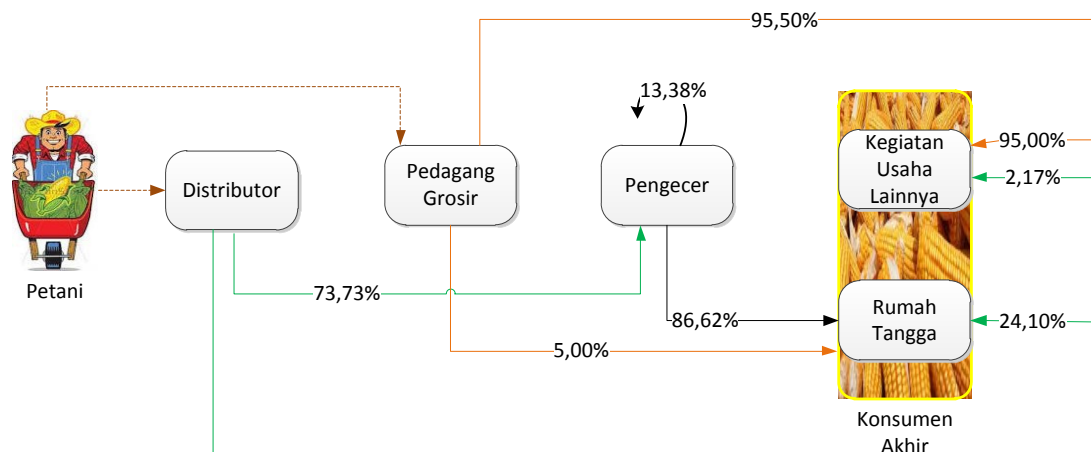 95,50%
13,38%
Pedagang
Grosir
Distributor
Pengecer
Kegiatan
Usaha
Lainnya
95,00%
2,17%
Petani
73,73%
86,62%
Rumah
Tangga
24,10%
5,00%
Konsumen
Akhir